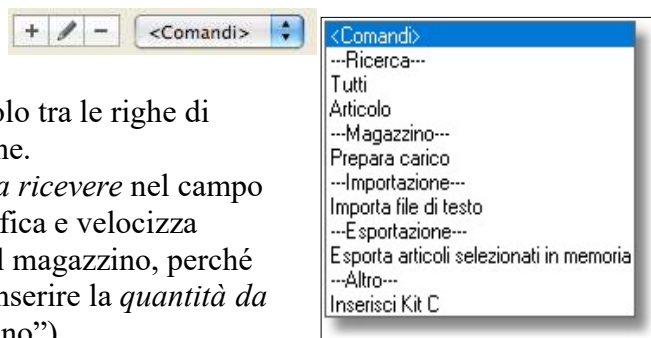 + - <Comandi>
<Comandi>
---Ricerca---
Tutti
Articolo
---Magazzino---
Prepara carico
---Importazione---
Importa file di testo
---Esportazione---
Esporta articoli selezionati in memoria
---Altro---
Inserisci Kit C
olo tra le righe di
ne.
a ricevere nel campo
fica e velocizza
l magazzino, perché
nserire la quantità da
no”)